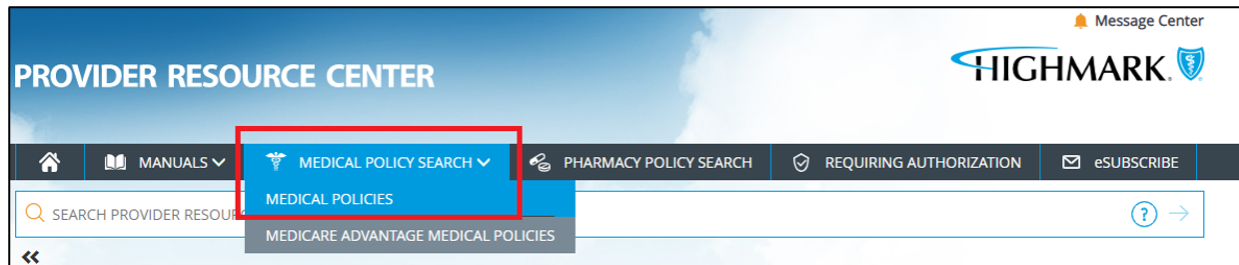 Message Center
PROVIDER RESOURCE CENTER
HIGHMARK.
MANUALS MEDICAL POLICY SEARCH PHARMACY POLICY SEARCH REQUIRING AUTHORIZATION eSUBSCRIBE
MEDICAL POLICIES
SEARCH PROVIDER ?
MEDICARE ADVANTAGE MEDICAL POLICIES